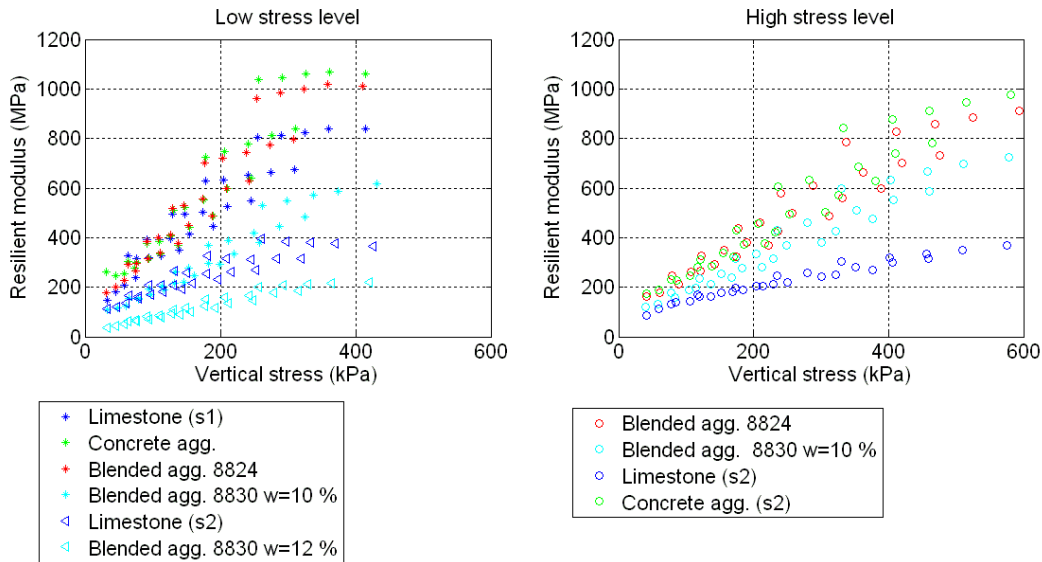 Low stress level
1200
1000
800
600
400
200
0
0 200 400 600
Resilient modulus (MPa)
Vertical stress (kPa)
Limestone (s1)
Concrete agg.
Blended agg. 8824
Blended agg. 8830 w=10 %
Limestone (s2)
Blended agg. 8830 w=12 %
High stress level
1200
1000
800
600
400
200
0
0 200 400 600
Resilient modulus (MPa)
Vertical stress (kPa)
Blended agg. 8824
Blended agg. 8830 w=10 %
Limestone (s2)
Concrete agg. (s2)